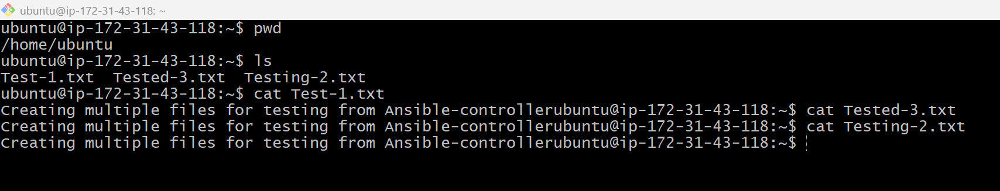 ubuntu@ip-172-31-43-118: ~
ubuntu@ip-172-31-43-118:~$ pwd
/home/ubuntu
ubuntu@ip-172-31-43-118:~$ ls
Test-1.txt  Tested-3.txt  Testing-2.txt
ubuntu@ip-172-31-43-118:~$ cat Test-1.txt
Creating multiple files for testing from Ansible-controllerubuntu@ip-172-31-43-118:~$ cat Tested-3.txt
Creating multiple files for testing from Ansible-controllerubuntu@ip-172-31-43-118:~$ cat Testing-2.txt
Creating multiple files for testing from Ansible-controllerubuntu@ip-172-31-43-118:~$